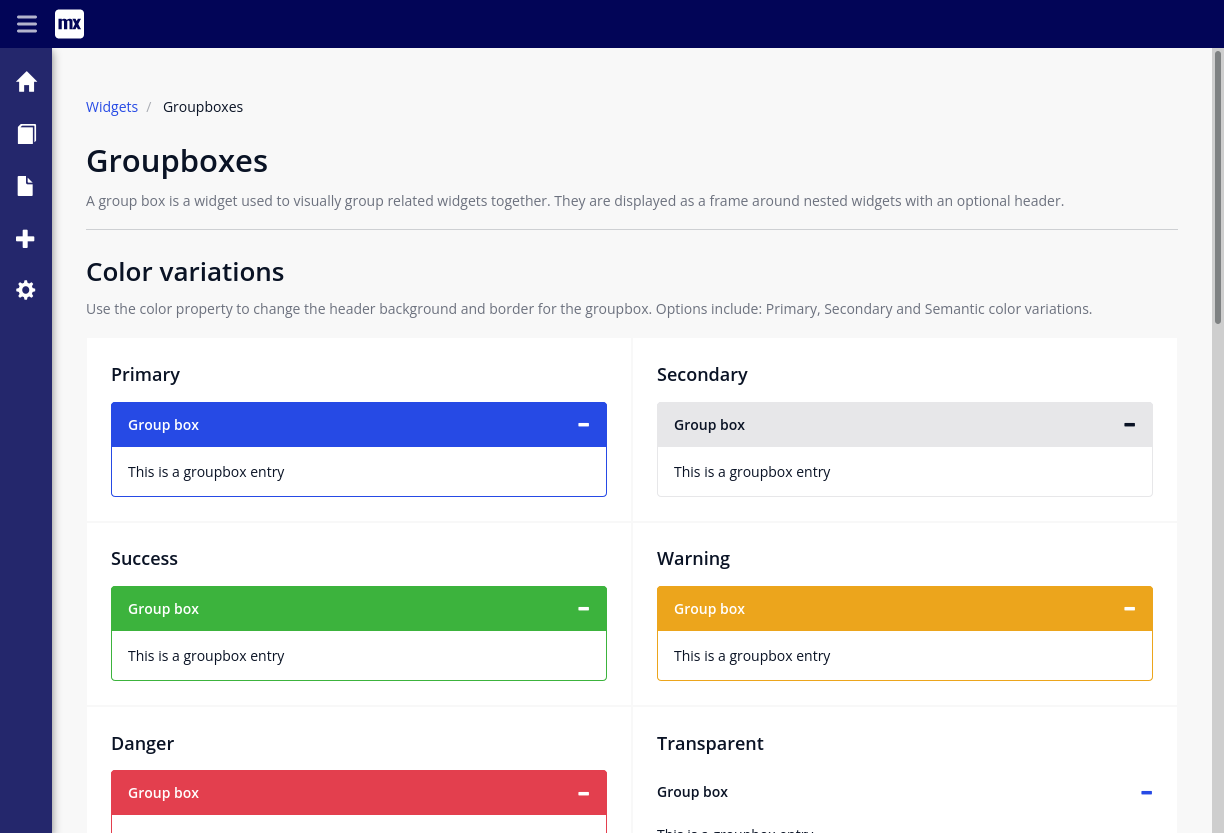 mx
Widgets / Groupboxes
Groupboxes
A group box is a widget used to visually group related widgets together. They are displayed as a frame around nested widgets with an optional header.
Color variations
Use the color property to change the header background and border for the groupbox. Options include: Primary, Secondary and Semantic color variations.
Primary
Group box
This is a groupbox entry
Secondary
Group box
This is a groupbox entry
Success
Group box
This is a groupbox entry
Warning
Group box
This is a groupbox entry
Danger
Group box
Transparent
Group box
This is a groupbox entry